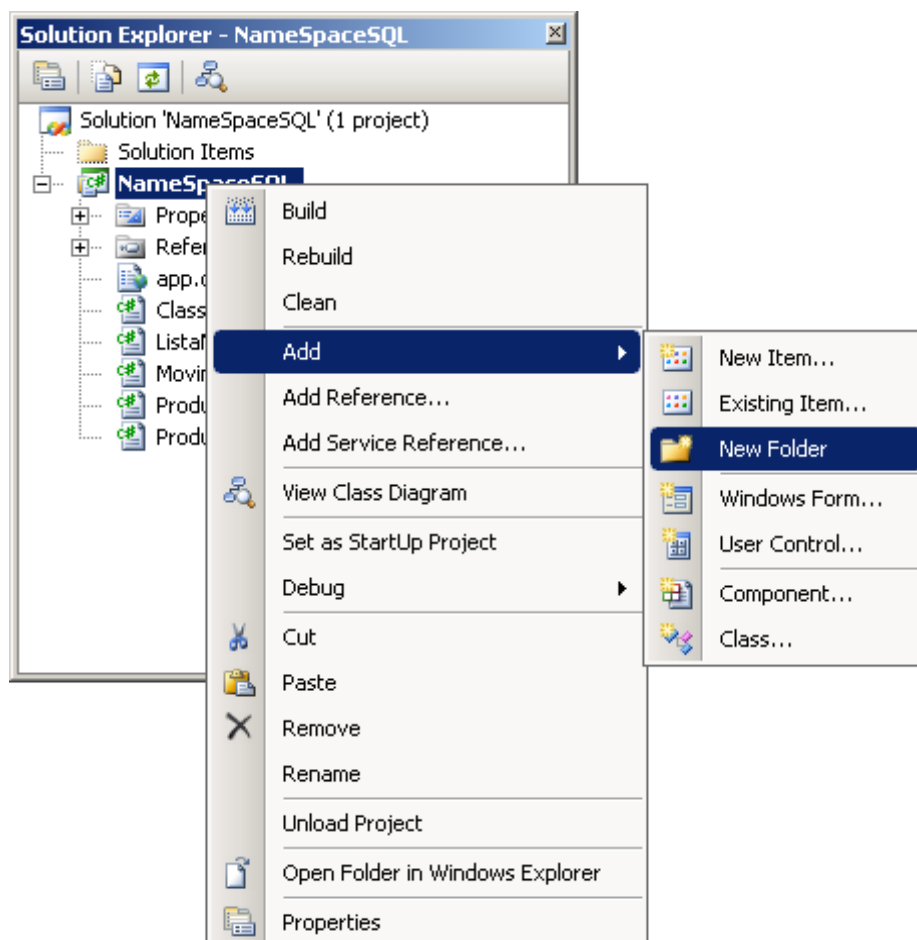 Solution Explorer - NameSpaceSQL
Solution 'NameSpaceSQL' (1 project)
Solution Items
NameSpaceSQL
Build
Rebuild
Clean
Add
Add Reference...
Add Service Reference...
View Class Diagram
Set as StartUp Project
Debug
Cut
Paste
Remove
Rename
Unload Project
Open Folder in Windows Explorer
Properties
New Item...
Existing Item...
New Folder
Windows Form...
User Control...
Component...
Class...